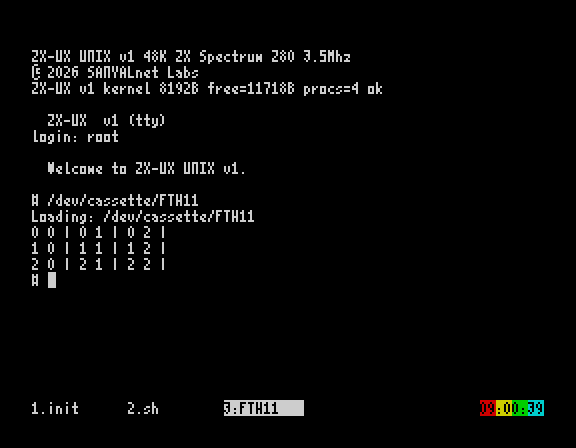 ZX-UX UNIX v1 48K ZX Spectrum Z80 3.5Mhz
© 2026 SANYALnet Labs
ZX-UX v1 kernel 8192B free=11718B procs=4 ok
ZX-UX v1 (tty)
login: root
Welcome to ZX-UX UNIX v1.
# /dev/cassette/FTH11
Loading: /dev/cassette/FTH11
0 0 | 0 1 | 0 2 |
1 0 | 1 1 | 1 2 |
2 0 | 2 1 | 2 2 |
#
1.init 2.sh 3.FTH11 09:00:39